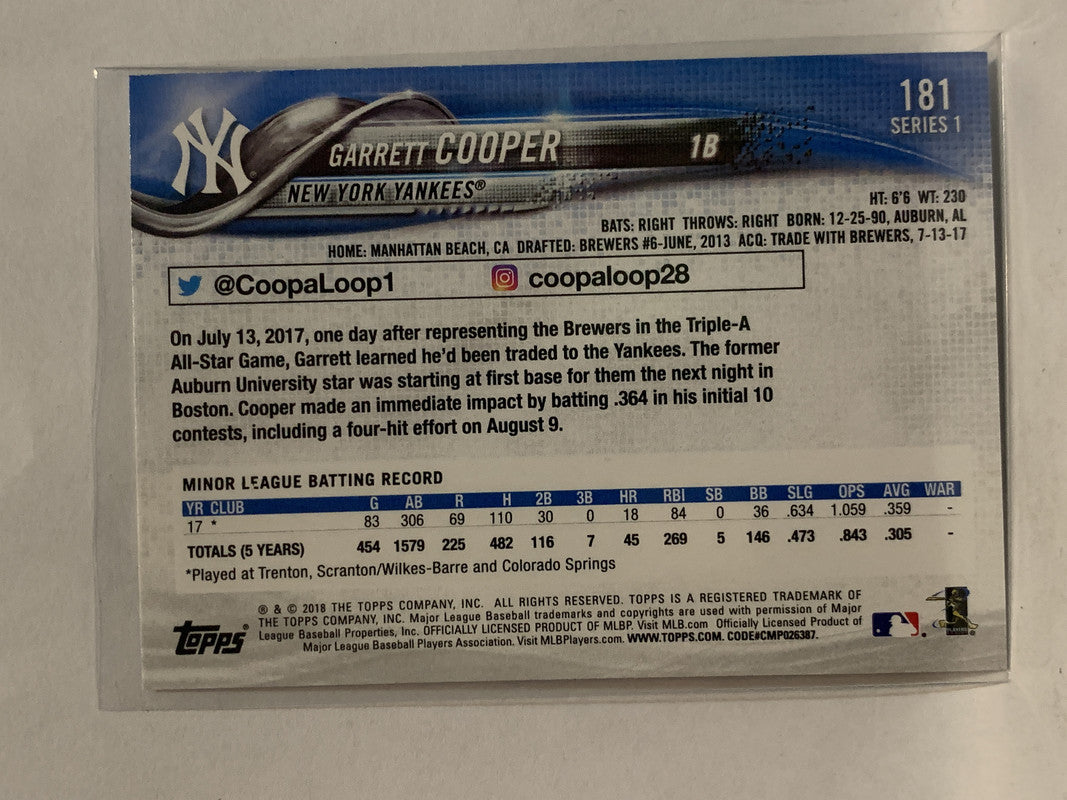 181
SERIES 1
NY
GARRETT COOPER 1B
NEW YORK YANKEES®
HT: 6'6 WT: 230
BATS: RIGHT THROWS: RIGHT BORN: 12-25-90, AUBURN, AL
HOME: MANHATTAN BEACH, CA DRAFTED: BREWERS #6-JUNE, 2013 ACQ: TRADE WITH BREWERS, 7-13-17
@CoopaLoop1 coopaloop28
On July 13, 2017, one day after representing the Brewers in the Triple-A
All-Star Game, Garrett learned he'd been traded to the Yankees. The former
Auburn University star was starting at first base for them the next night in
Boston. Cooper made an immediate impact by batting .364 in his initial 10
contests, including a four-hit effort on August 9.
MINOR LEAGUE BATTING RECORD
YR CLUB G AB R H 2B 3B HR RBI SB BB SLG OPS AVG WAR
17 * 83 306 69 110 30 0 18 84 0 36 .634 1.059 .359 -
TOTALS (5 YEARS) 454 1579 225 482 116 7 45 269 5 146 .473 .843 .305 -
*Played at Trenton, Scranton/Wilkes-Barre and Colorado Springs
® & © 2018 THE TOPPS COMPANY, INC. ALL RIGHTS RESERVED. TOPPS IS A REGISTERED TRADEMARK OF
THE TOPPS COMPANY, INC. Major League Baseball trademarks and copyrights are used with permission of Major
League Baseball Properties, Inc. OFFICIALLY LICENSED PRODUCT OF MLBP. Visit MLB.com Officially Licensed Product of
Major League Baseball Players Association. Visit MLBPlayers.com. WWW.TOPPS.COM. CODE#CMP026387.
Topps®
PLAYERS